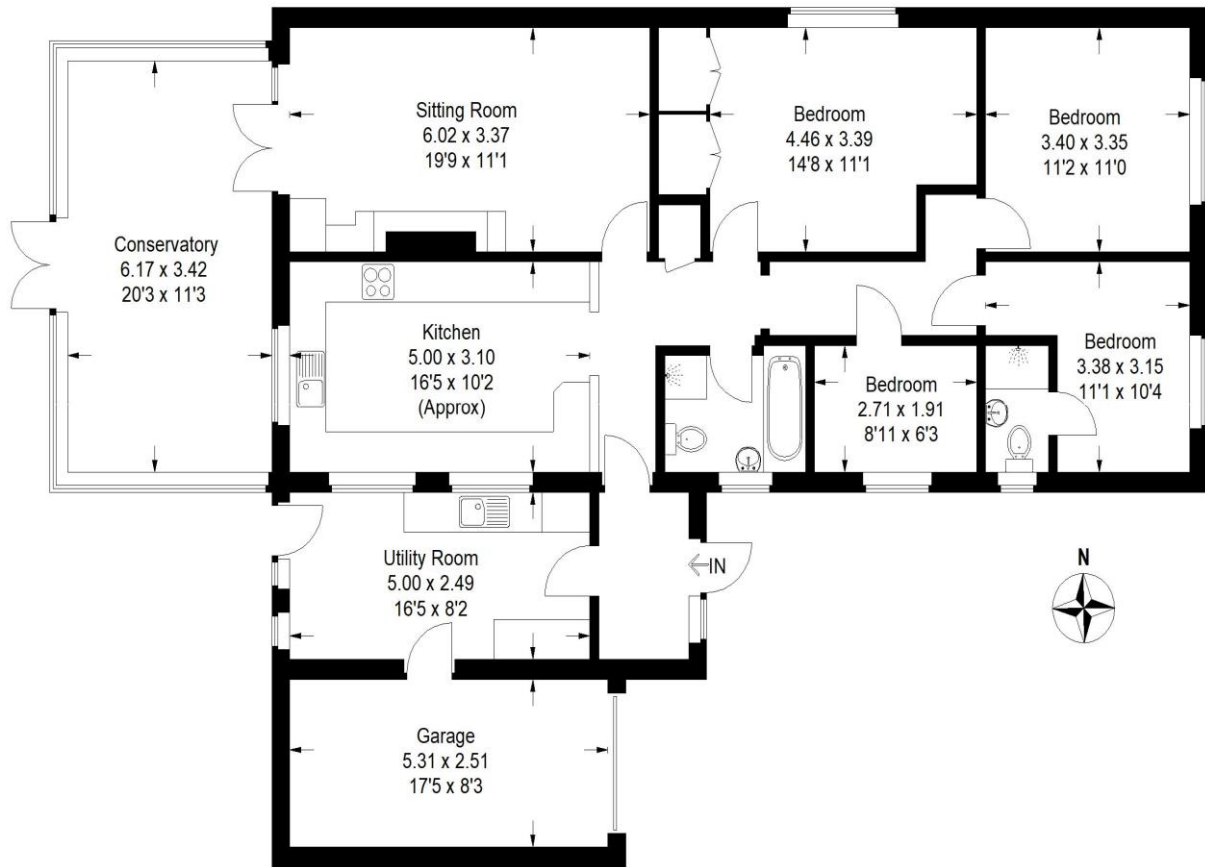 Sitting Room
6.02 x 3.37
19'9 x 11'1
Bedroom
4.46 x 3.39
14'8 x 11'1
Bedroom
3.40 x 3.35
11'2 x 11'0
Conservatory
6.17 x 3.42
20'3 x 11'3
Kitchen
5.00 x 3.10
16'5 x 10'2
(Approx)
Bedroom
2.71 x 1.91
8'11 x 6'3
Bedroom
3.38 x 3.15
11'1 x 10'4
Utility Room
5.00 x 2.49
16'5 x 8'2
IN
N
Garage
5.31 x 2.51
17'5 x 8'3